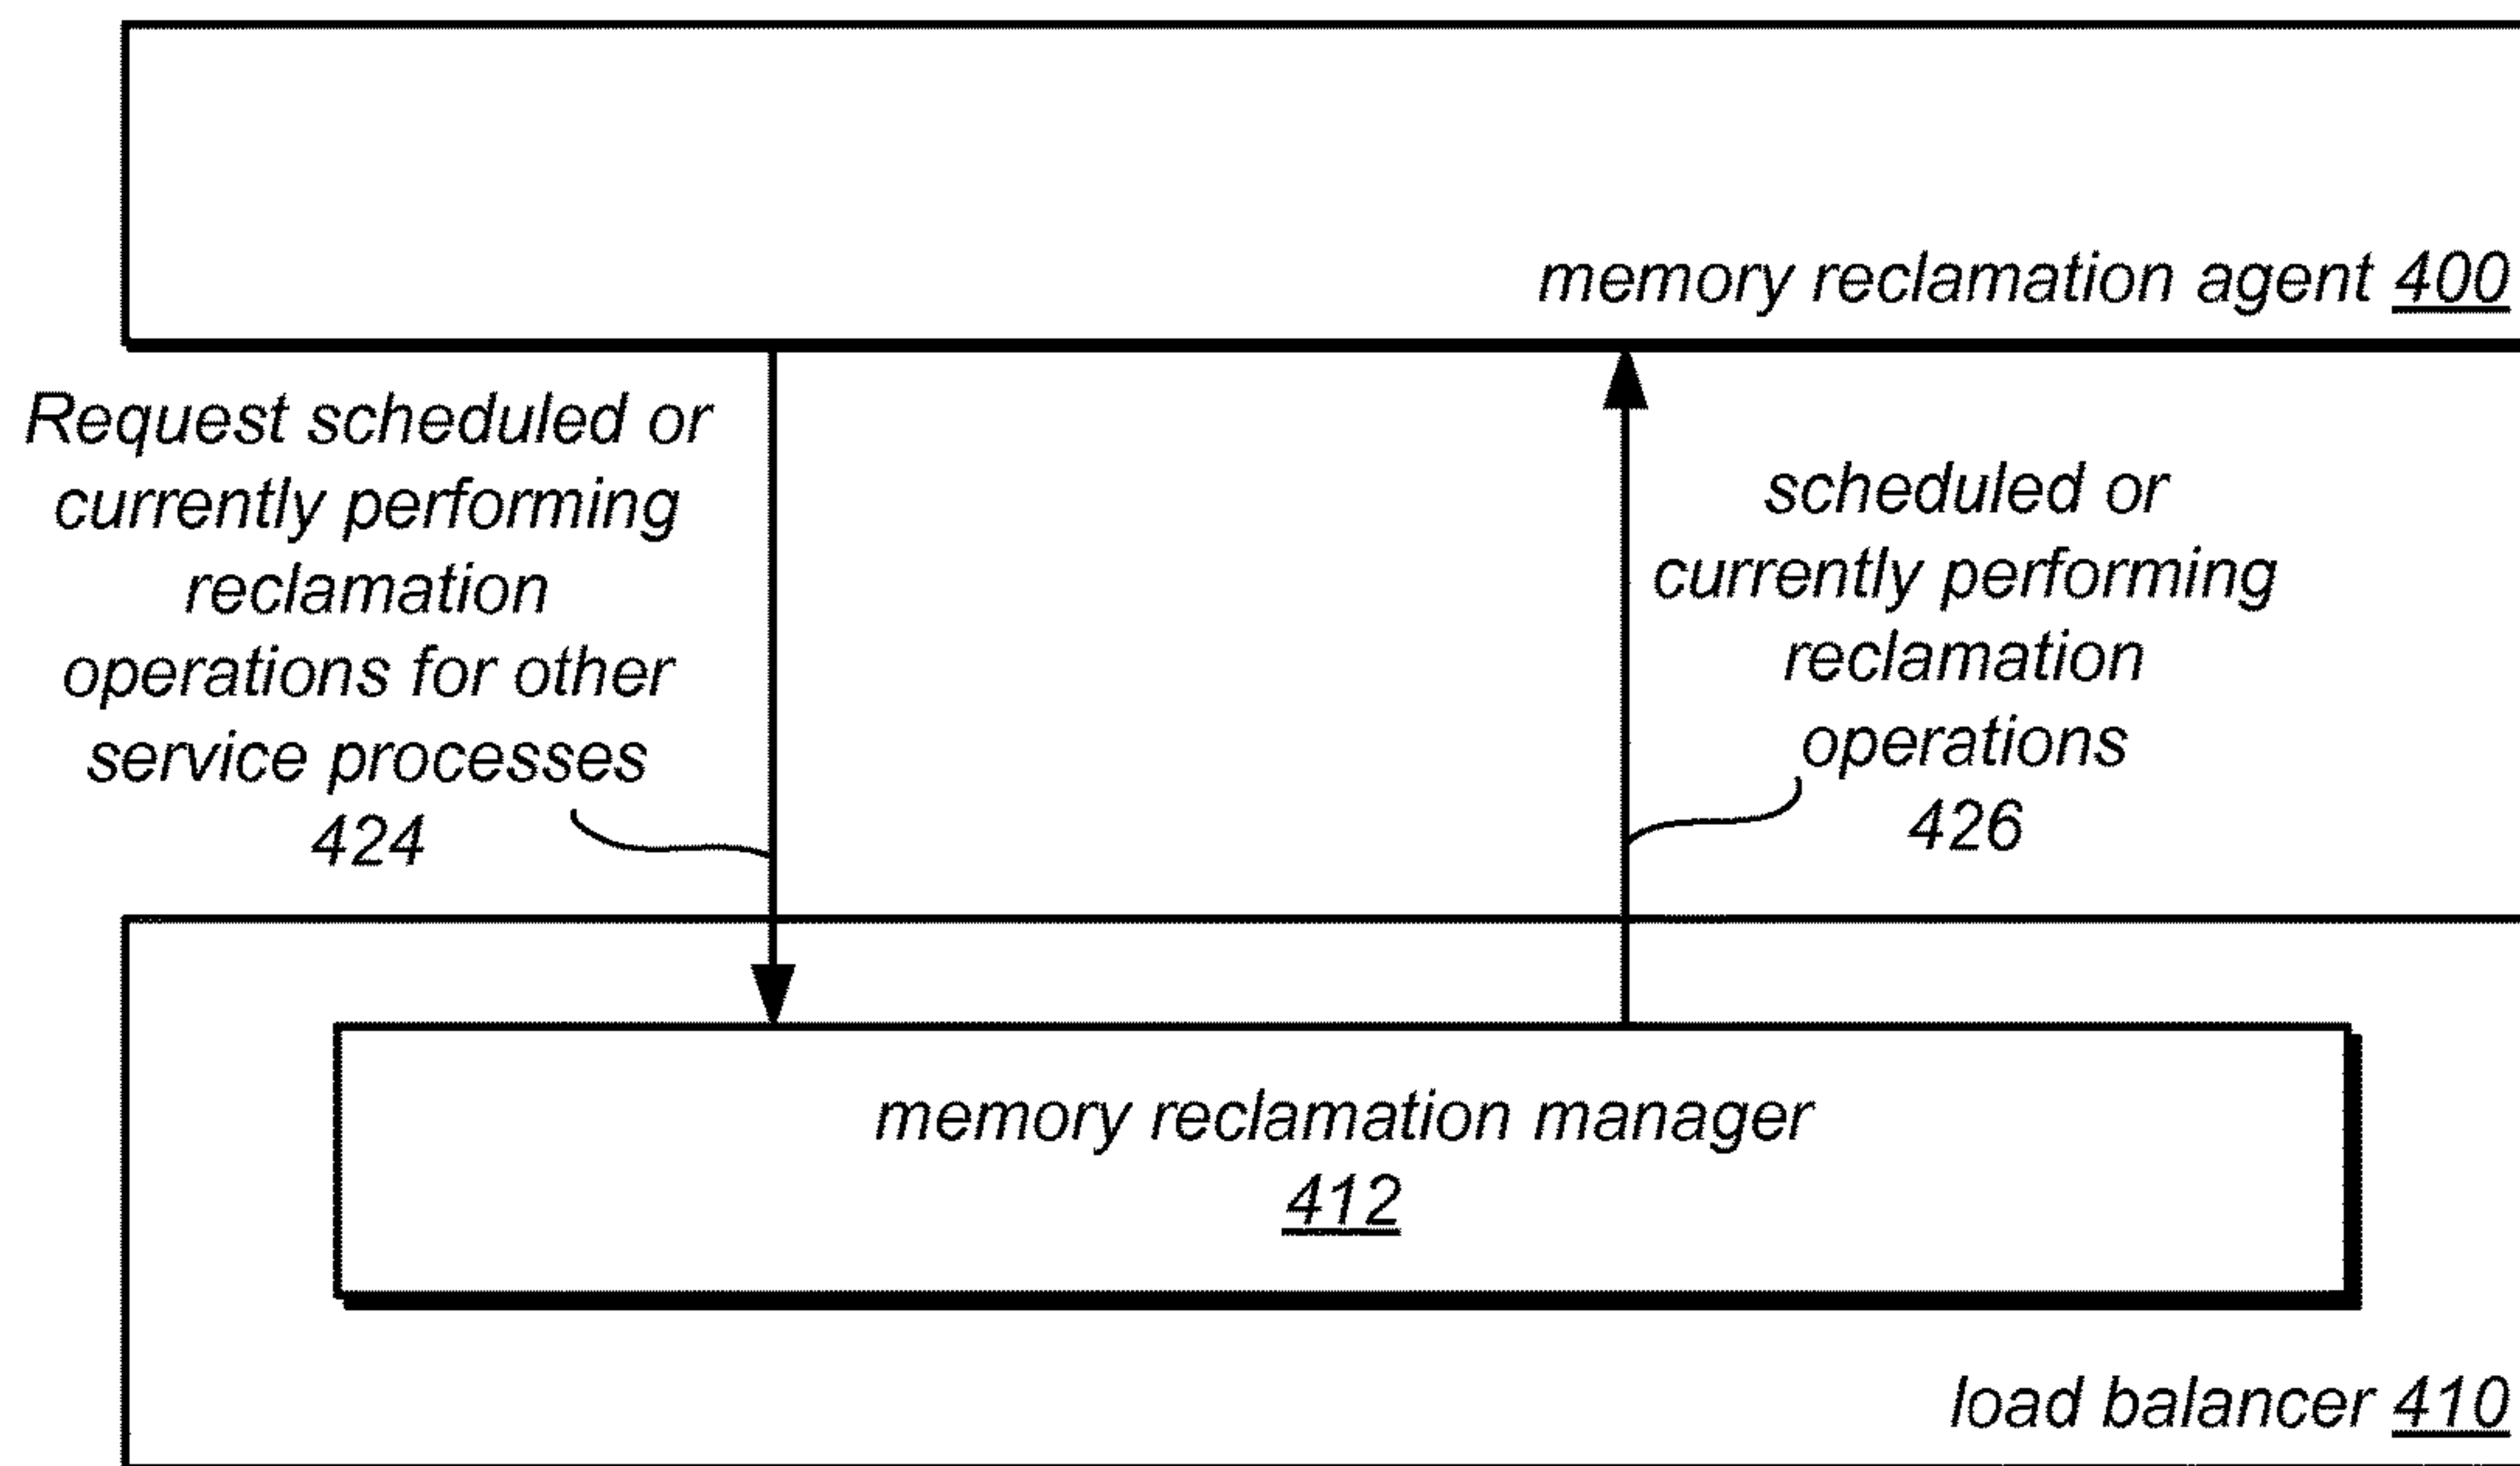 memory reclamation agent 400
Request scheduled or
currently performing
reclamation
operations for other
service processes
424
scheduled or
currently performing
reclamation
operations
426
memory reclamation manager
412
load balancer 410